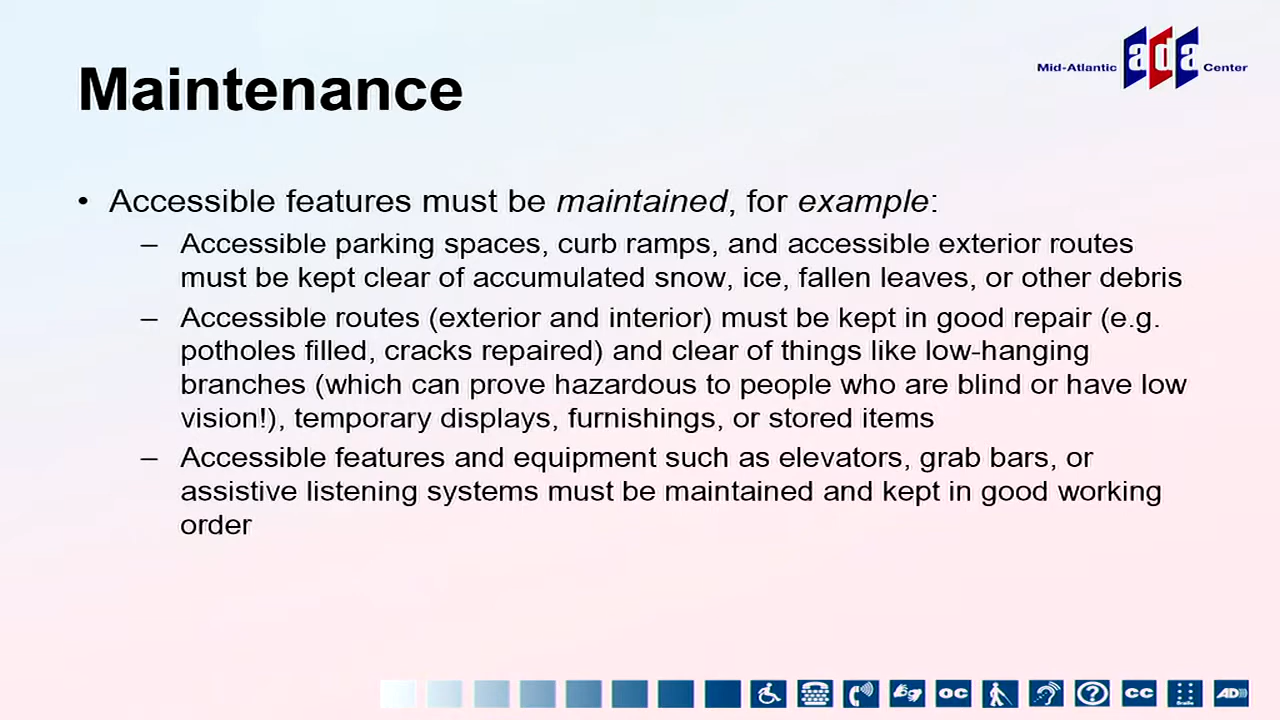 Mid-Atlantic ada Center
Maintenance
• Accessible features must be maintained, for example:
– Accessible parking spaces, curb ramps, and accessible exterior routes
must be kept clear of accumulated snow, ice, fallen leaves, or other debris
– Accessible routes (exterior and interior) must be kept in good repair (e.g.
potholes filled, cracks repaired) and clear of things like low-hanging
branches (which can prove hazardous to people who are blind or have low
vision!), temporary displays, furnishings, or stored items
– Accessible features and equipment such as elevators, grab bars, or
assistive listening systems must be maintained and kept in good working
order
OC ? CC Braille AD